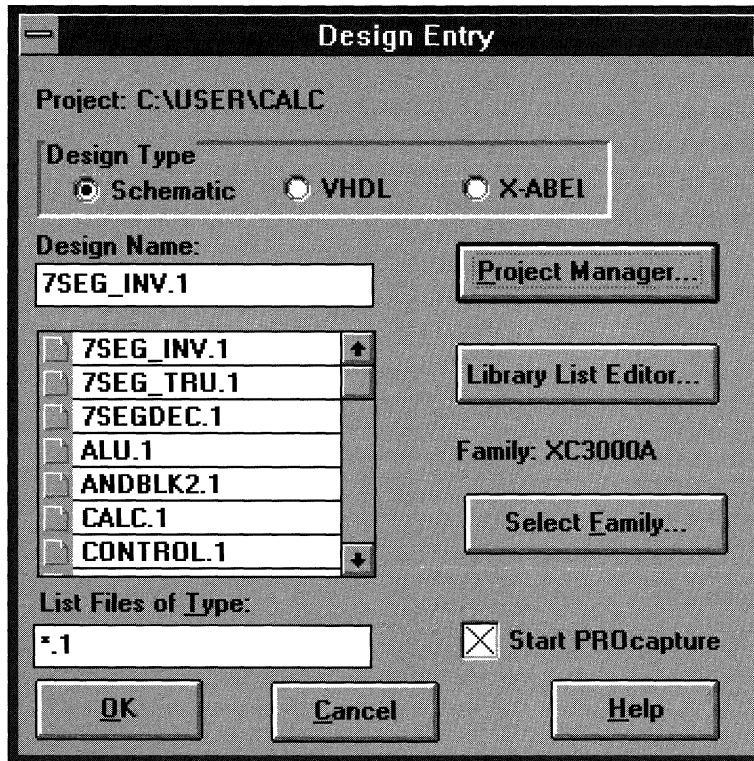 Design Entry
Project: C:\USER\CALC
Design Type
Schematic
VHDL
X-ABEL
Design Name:
7SEG_INV.1
Project Manager...
7SEG_INV.1
7SEG_TRU.1
7SEGDEC.1
ALU.1
ANDBLK2.1
CALC.1
CONTROL.1
Library List Editor...
Family: XC3000A
Select Family...
List Files of Type:
*.1
Start PROcapture
OK
Cancel
Help